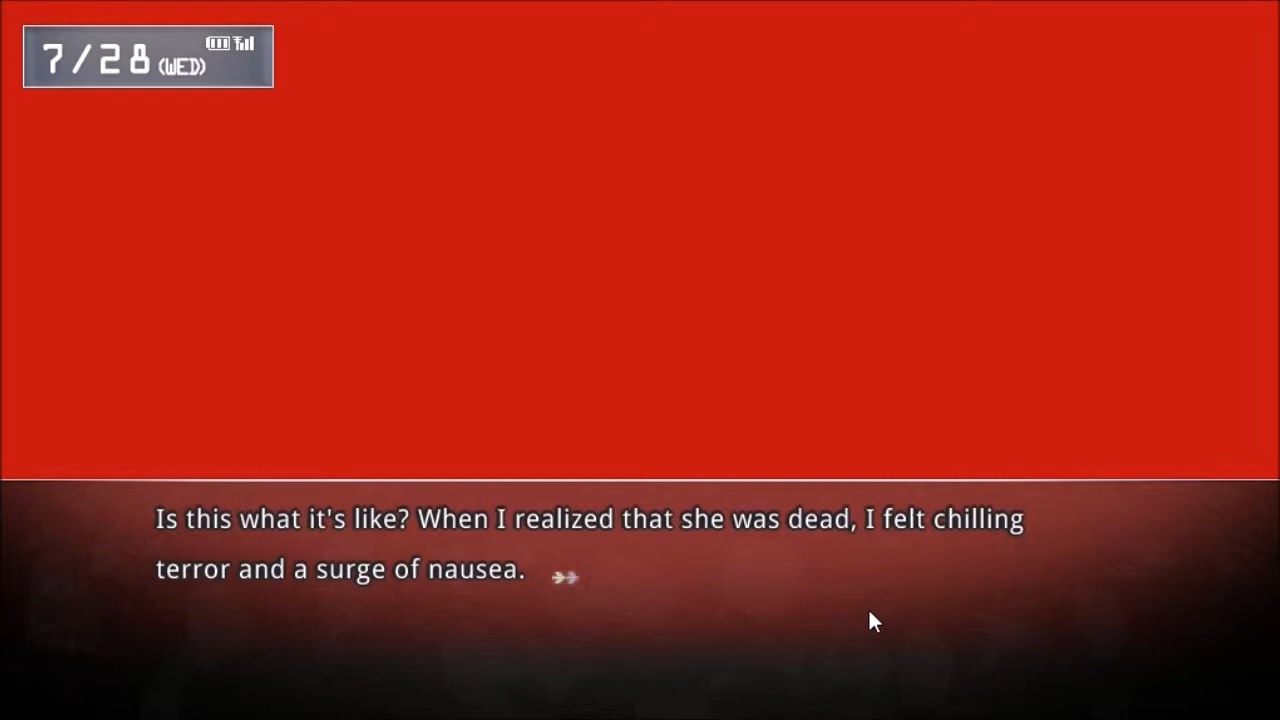 7/28 (WED)
Is this what it's like? When I realized that she was dead, I felt chilling
terror and a surge of nausea.